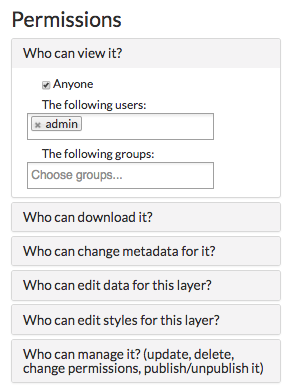 Permissions
Who can view it?
Anyone
The following users:
× admin
The following groups:
Choose groups...
Who can download it?
Who can change metadata for it?
Who can edit data for this layer?
Who can edit styles for this layer?
Who can manage it? (update, delete,
change permissions, publish/unpublish it)